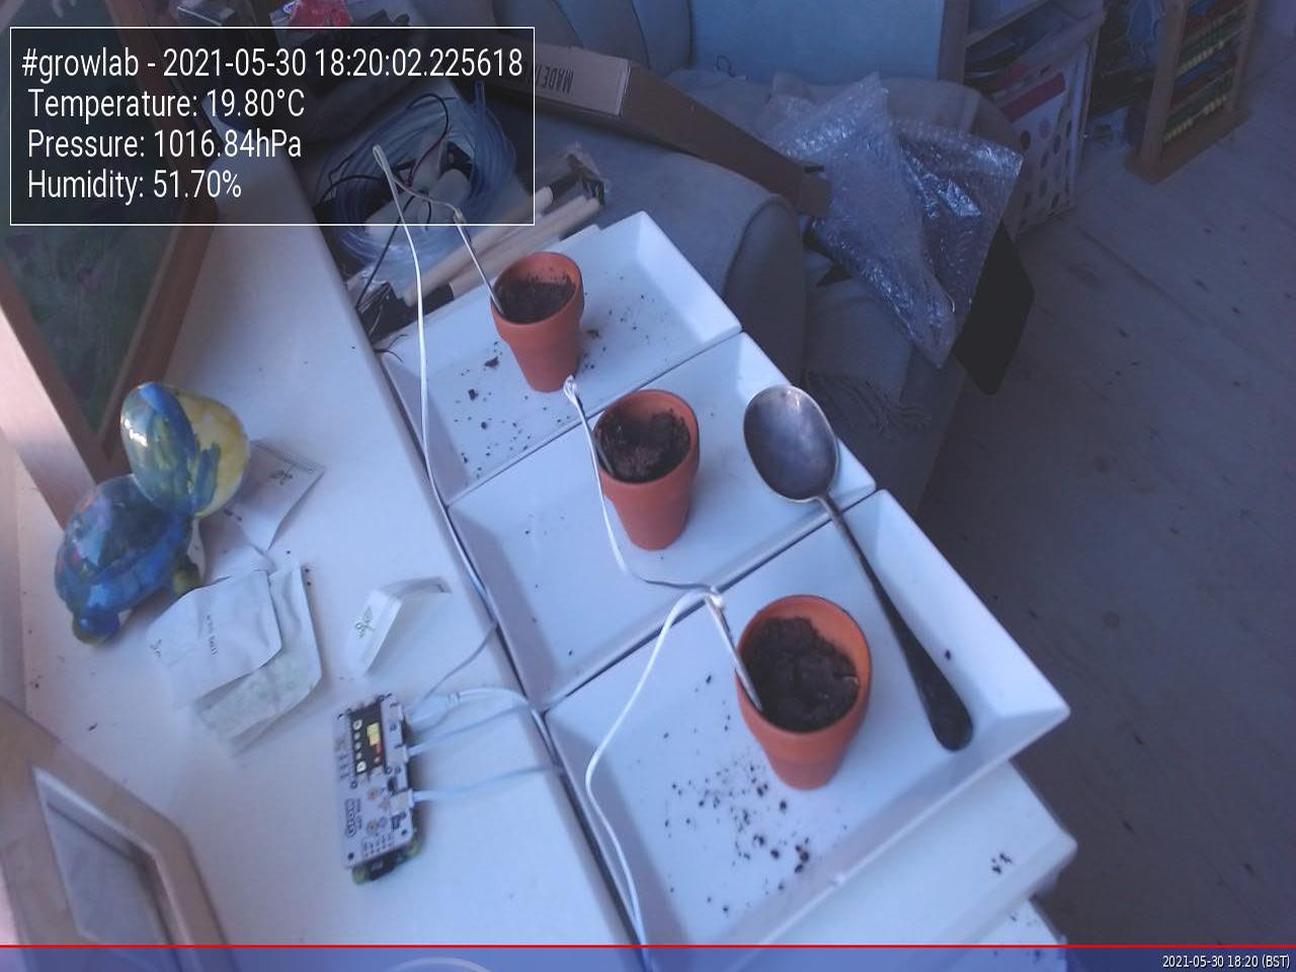 #growlab - 2021-05-30 18:20:02.225618
Temperature: 19.80°C
Pressure: 1016.84hPa
Humidity: 51.70%
MADE
2021-05-30 18:20 (BST)